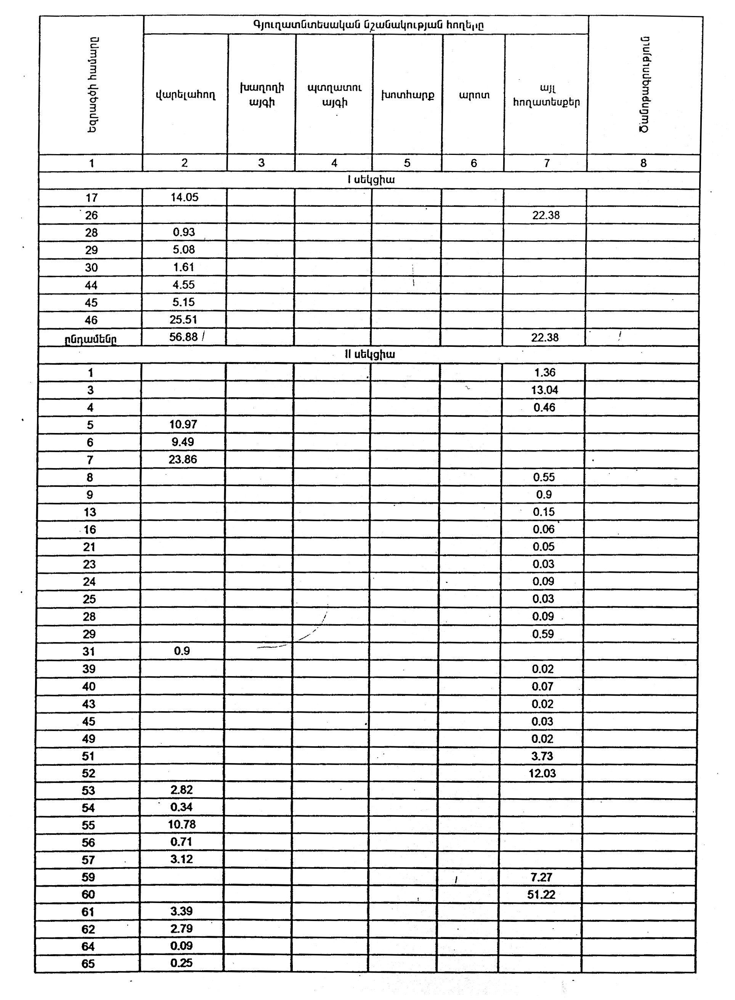 Գյուղատնտեսական նշանակության հողերը
Եզրագծի համարը
վարելահող
խաղողի
այգի
պտղատու
այգի
խոտհարք
արոտ
այլ
հողատեսքեր
Ծանոթագրություն
1 2 3 4 5 6 7 8
I սեկցիա
17 14.05
26 22.38
28 0.93
29 5.08
30 1.61
44 4.55
45 5.15
46 25.51
ընդամենը 56.88 22.38
II սեկցիա
1 1.36
3 13.04
4 0.46
5 10.97
6 9.49
7 23.86
8 0.55
9 0.9
13 0.15
16 0.06
21 0.05
23 0.03
24 0.09
25 0.03
28 0.09
29 0.59
31 0.9
39 0.02
40 0.07
43 0.02
45 0.03
49 0.02
51 3.73
52 12.03
53 2.82
54 0.34
55 10.78
56 0.71
57 3.12
59 7.27
60 51.22
61 3.39
62 2.79
64 0.09
65 0.25